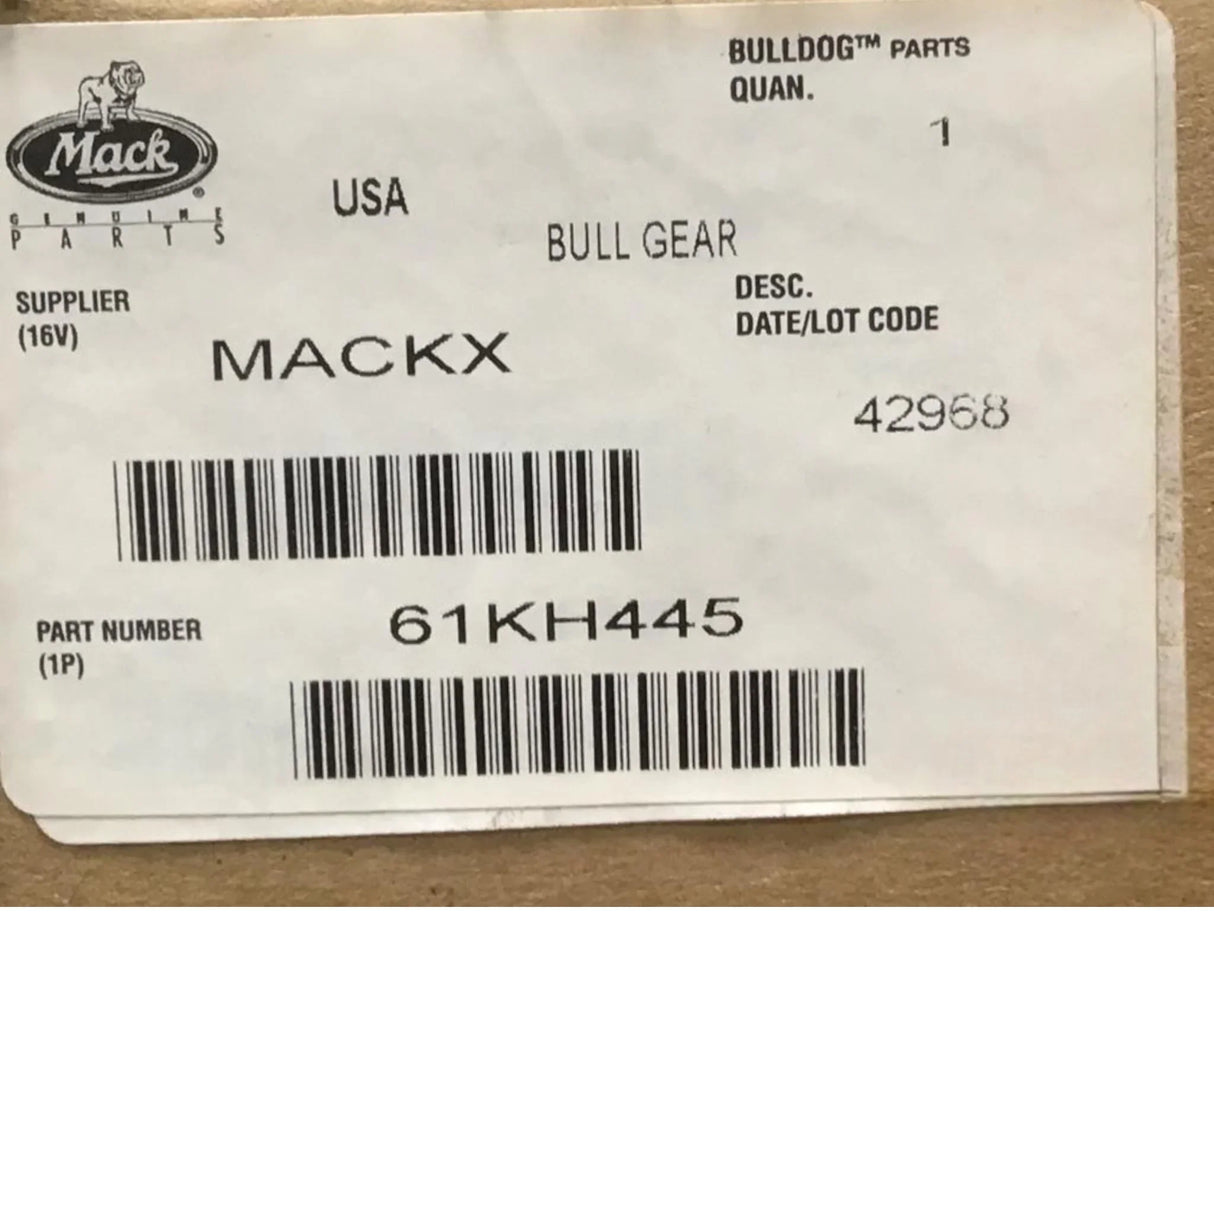 BULLDOG™ PARTS
QUAN.
1
Mack
®
GENUINE
PARTS
USA
BULL GEAR
DESC.
SUPPLIER
(16V)
MACKX
DATE/LOT CODE
42968
PART NUMBER
(1P)
61KH445